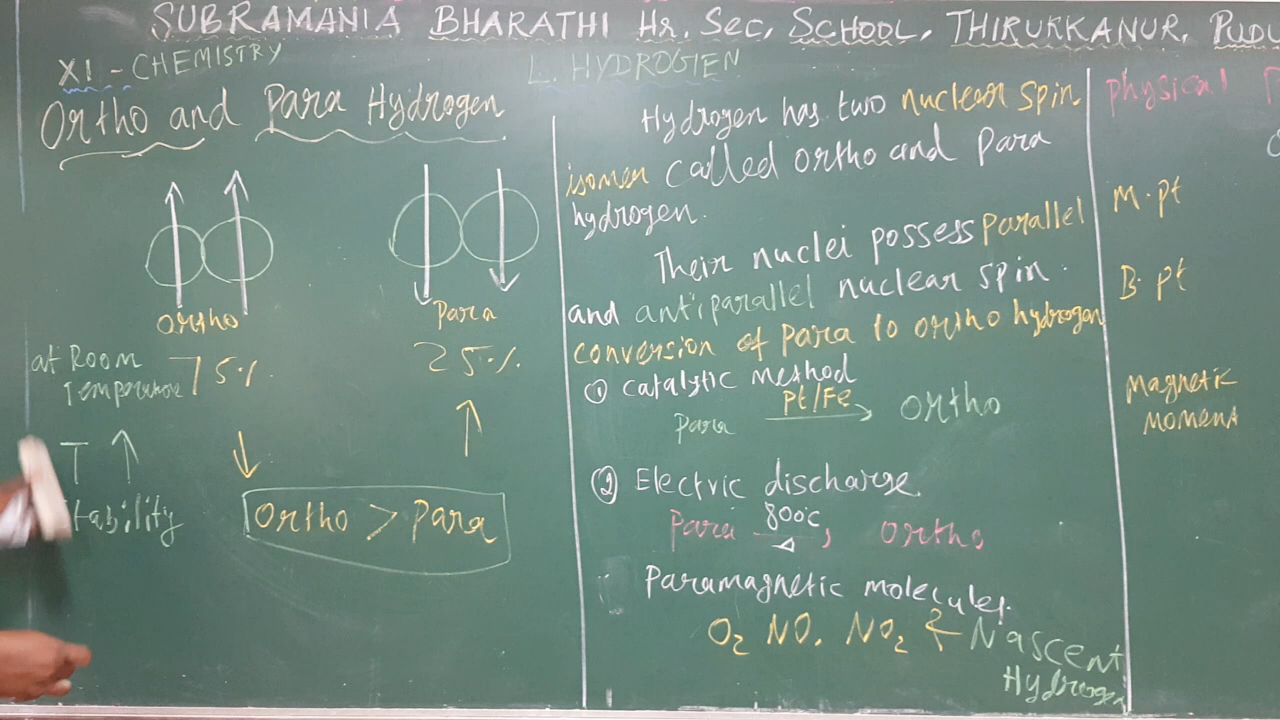 SUBRAMANIA BHARATHI Hr. Sec, SCHOOL, THIRUKKANUR, PUDU
XI - CHEMISTRY
L. HYDROGEN
Ortho and Para Hydrogen
Ortho
Para
at Room
Temperature
75%
25%
T
tability
Ortho > Para
Hydrogen has two nuclear spin
isomer called ortho and para
hydrogen.
Their nuclei possess parallel
and antiparallel nuclear spin.
conversion of para to ortho hydrogen
① catalytic method
Para Pt/Fe Ortho
② Electric discharge.
Para 800°C Δ ortho
Paramagnetic molecules.
O₂ NO, NO₂ & Nascent
Hydrogen
physical
M.pt
B.pt
Magnetic
moment